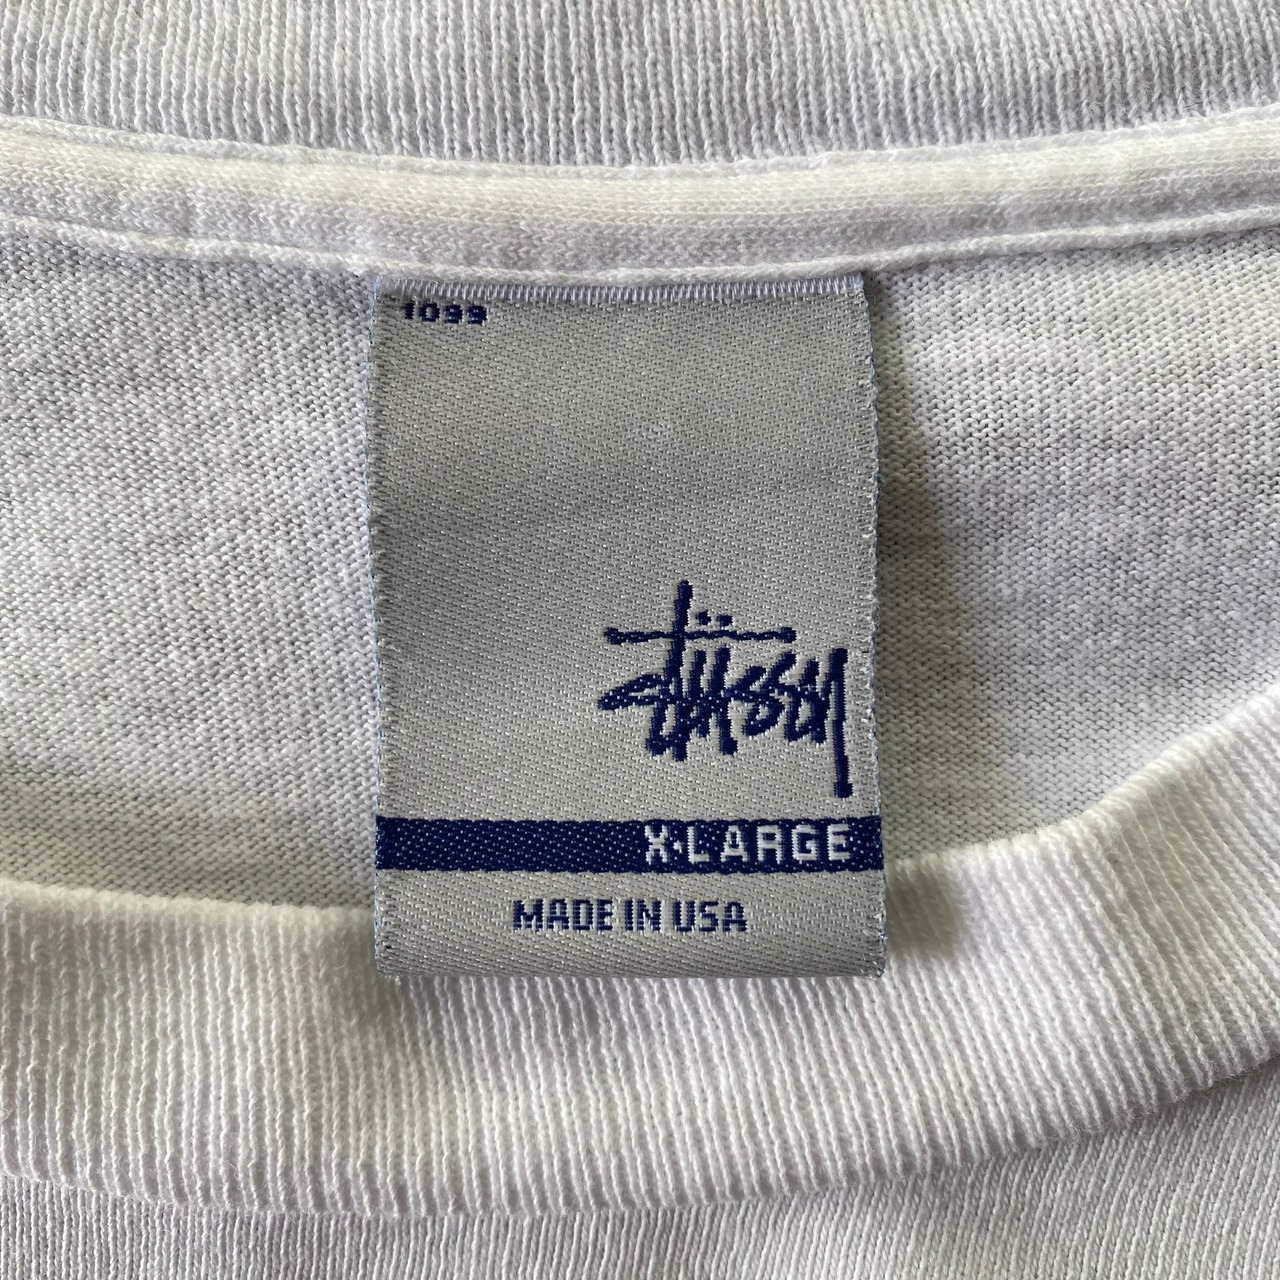 1099
stüssy
X·LARGE
MADE IN USA